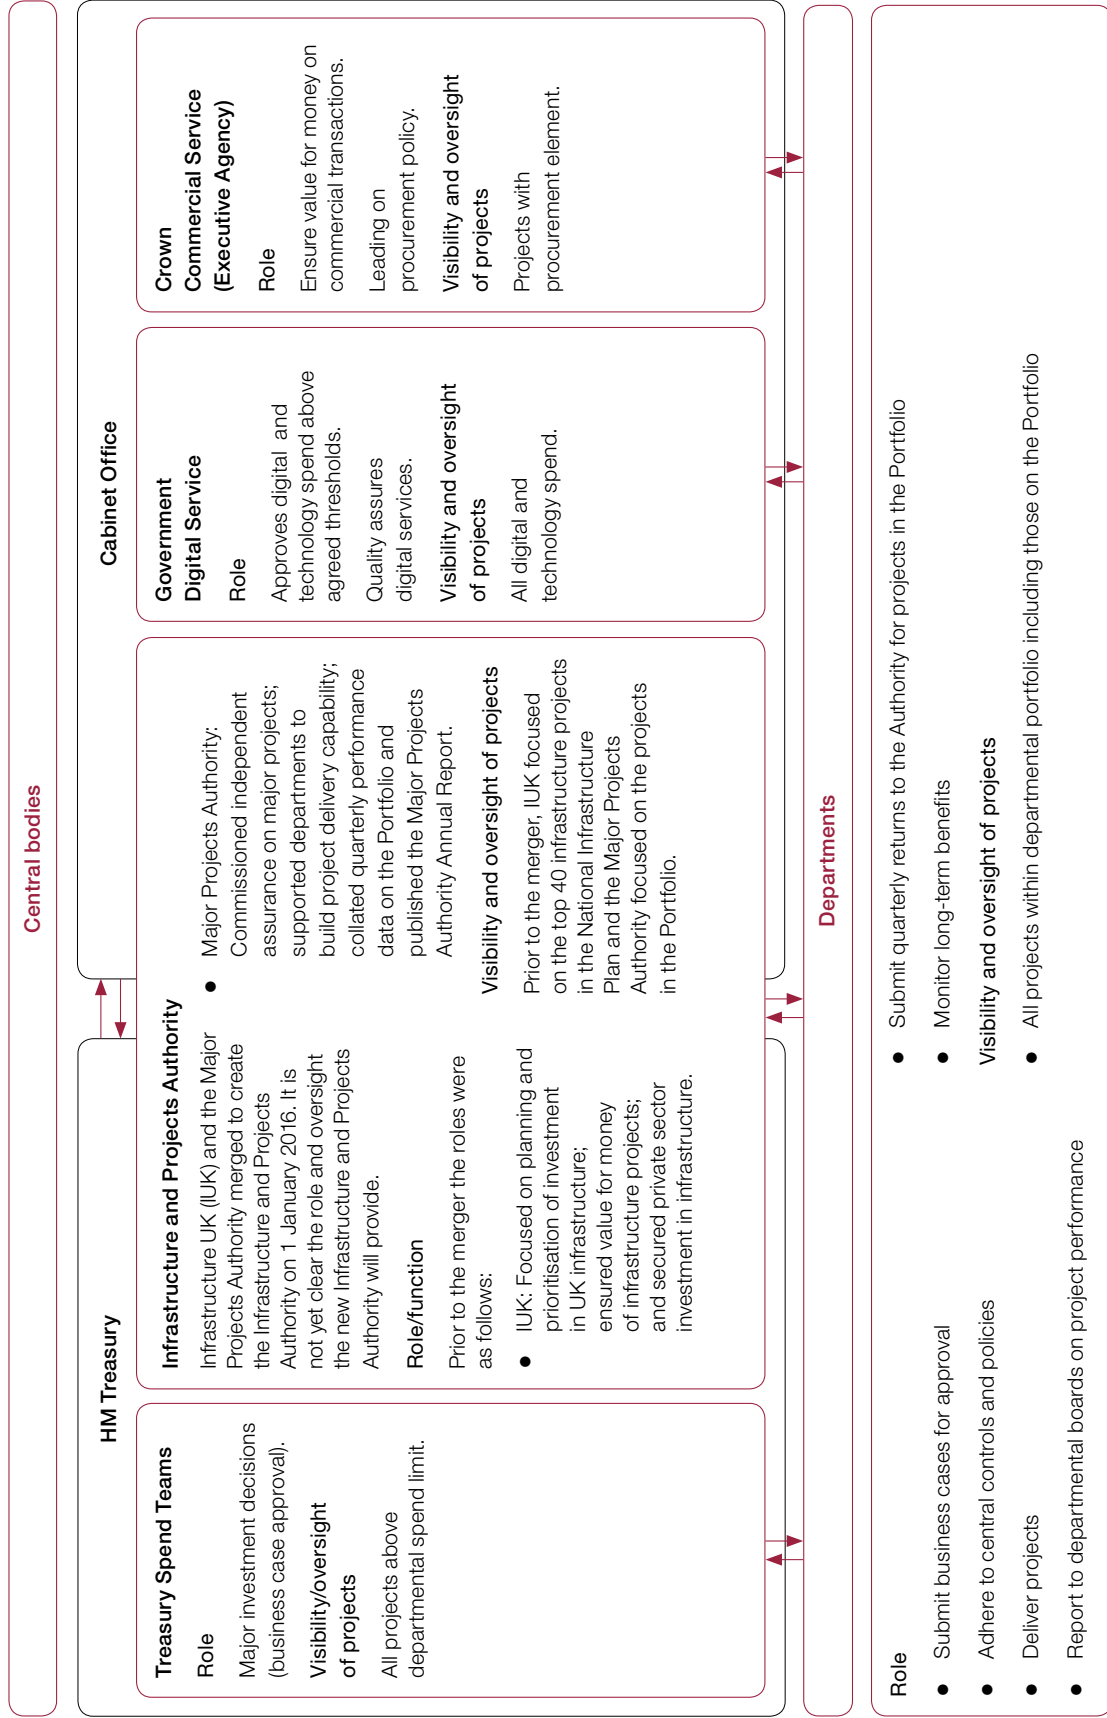 Central bodies
HM Treasury
Cabinet Office
Treasury Spend Teams
Role
Major investment decisions
(business case approval).
Visibility/oversight
of projects
All projects above
departmental spend limit.
Infrastructure and Projects Authority
Infrastructure UK (IUK) and the Major
Projects Authority merged to create
the Infrastructure and Projects
Authority on 1 January 2016. It is
not yet clear the role and oversight
the new Infrastructure and Projects
Authority will provide.
Role/function
Prior to the merger the roles were
as follows:
● IUK: Focused on planning and
prioritisation of investment
in UK infrastructure;
ensured value for money
of infrastructure projects;
and secured private sector
investment in infrastructure.
● Major Projects Authority:
Commissioned independent
assurance on major projects;
supported departments to
build project delivery capability;
collated quarterly performance
data on the Portfolio and
published the Major Projects
Authority Annual Report.
Visibility and oversight of projects
Prior to the merger, IUK focused
on the top 40 infrastructure projects
in the National Infrastructure
Plan and the Major Projects
Authority focused on the projects
in the Portfolio.
Government
Digital Service
Role
Approves digital and
technology spend above
agreed thresholds.
Quality assures
digital services.
Visibility and oversight
of projects
All digital and
technology spend.
Crown
Commercial Service
(Executive Agency)
Role
Ensure value for money on
commercial transactions.
Leading on
procurement policy.
Visibility and oversight
of projects
Projects with
procurement element.
Departments
Role
● Submit business cases for approval
● Adhere to central controls and policies
● Deliver projects
● Report to departmental boards on project performance
● Submit quarterly returns to the Authority for projects in the Portfolio
● Monitor long-term benefits
Visibility and oversight of projects
● All projects within departmental portfolio including those on the Portfolio